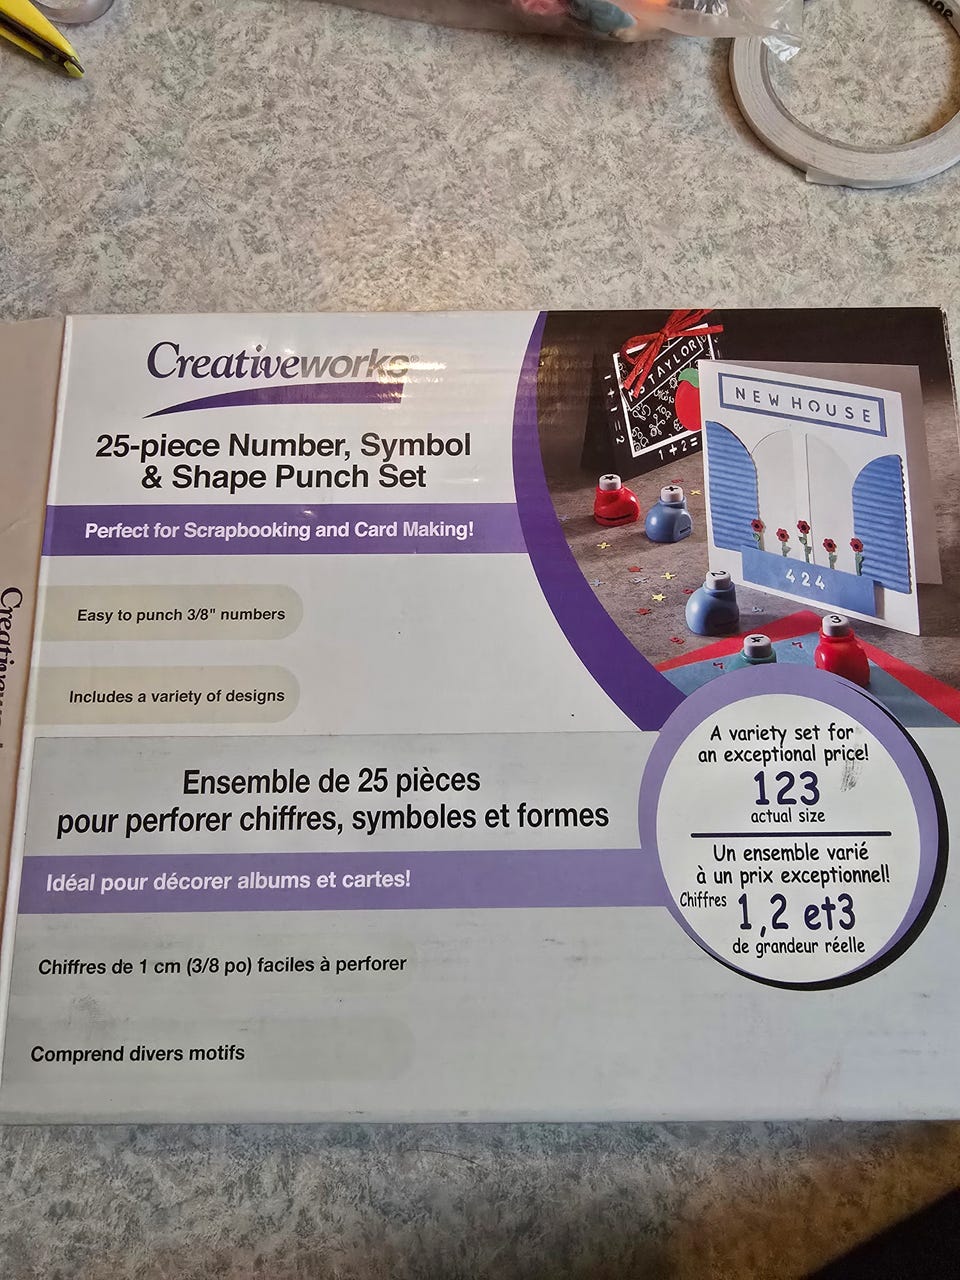 Creativeworks®
25-piece Number, Symbol
& Shape Punch Set
Perfect for Scrapbooking and Card Making!
Easy to punch 3/8" numbers
Includes a variety of designs
Ensemble de 25 pièces
pour perforer chiffres, symboles et formes
Idéal pour décorer albums et cartes!
Chiffres de 1 cm (3/8 po) faciles à perforer
Comprend divers motifs
TAYLOR
1 + 2 =
NEW HOUSE
424
2
3
A variety set for
an exceptional price!
123
actual size
Un ensemble varié
à un prix exceptionnel!
Chiffres 1,2 et3
de grandeur réelle